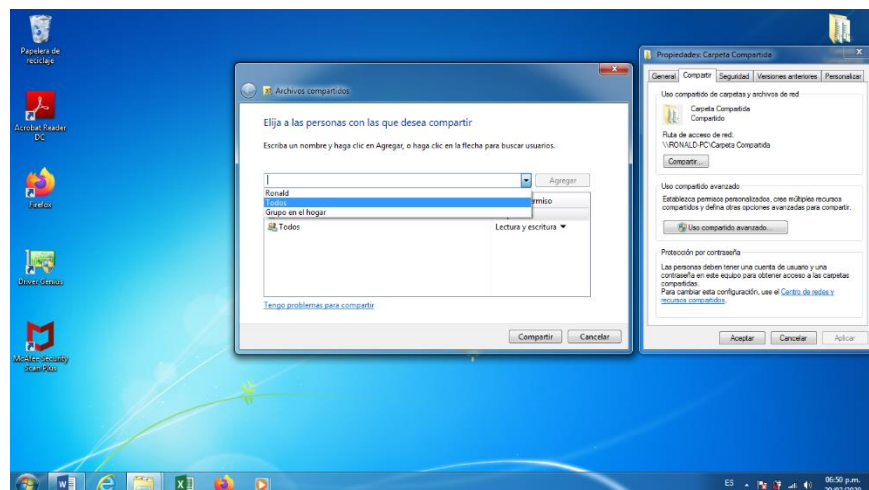 Papelera de
reciclaje
Acrobat Reader
DC
Firefox
Driver Genius
McAfee Security
Scan Plus
Archivos compartidos
Elija a las personas con las que desea compartir
Escriba un nombre y haga clic en Agregar, o haga clic en la flecha para buscar usuarios.
Agregar
Ronald
Todos
Grupo en el hogar
Todos
Lectura y escritura
Tengo problemas para compartir
Compartir
Cancelar
Propiedades: Carpeta Compartida
General
Compartir
Seguridad
Versiones anteriores
Personalizar
Uso compartido de carpetas y archivos de red
Carpeta Compartida
Compartido
Ruta de acceso de red:
\\RONALD-PC\Carpeta Compartida
Compartir...
Uso compartido avanzado
Establezca permisos personalizados, cree múltiples recursos
compartidos y defina otras opciones avanzadas para compartir.
Uso compartido avanzado...
Protección por contraseña
Las personas deben tener una cuenta de usuario y una
contraseña en este equipo para obtener acceso a las carpetas
compartidas.
Para cambiar esta configuración, use el Centro de redes y
recursos compartidos.
Aceptar
Cancelar
Aplicar
ES
06:50 p.m.